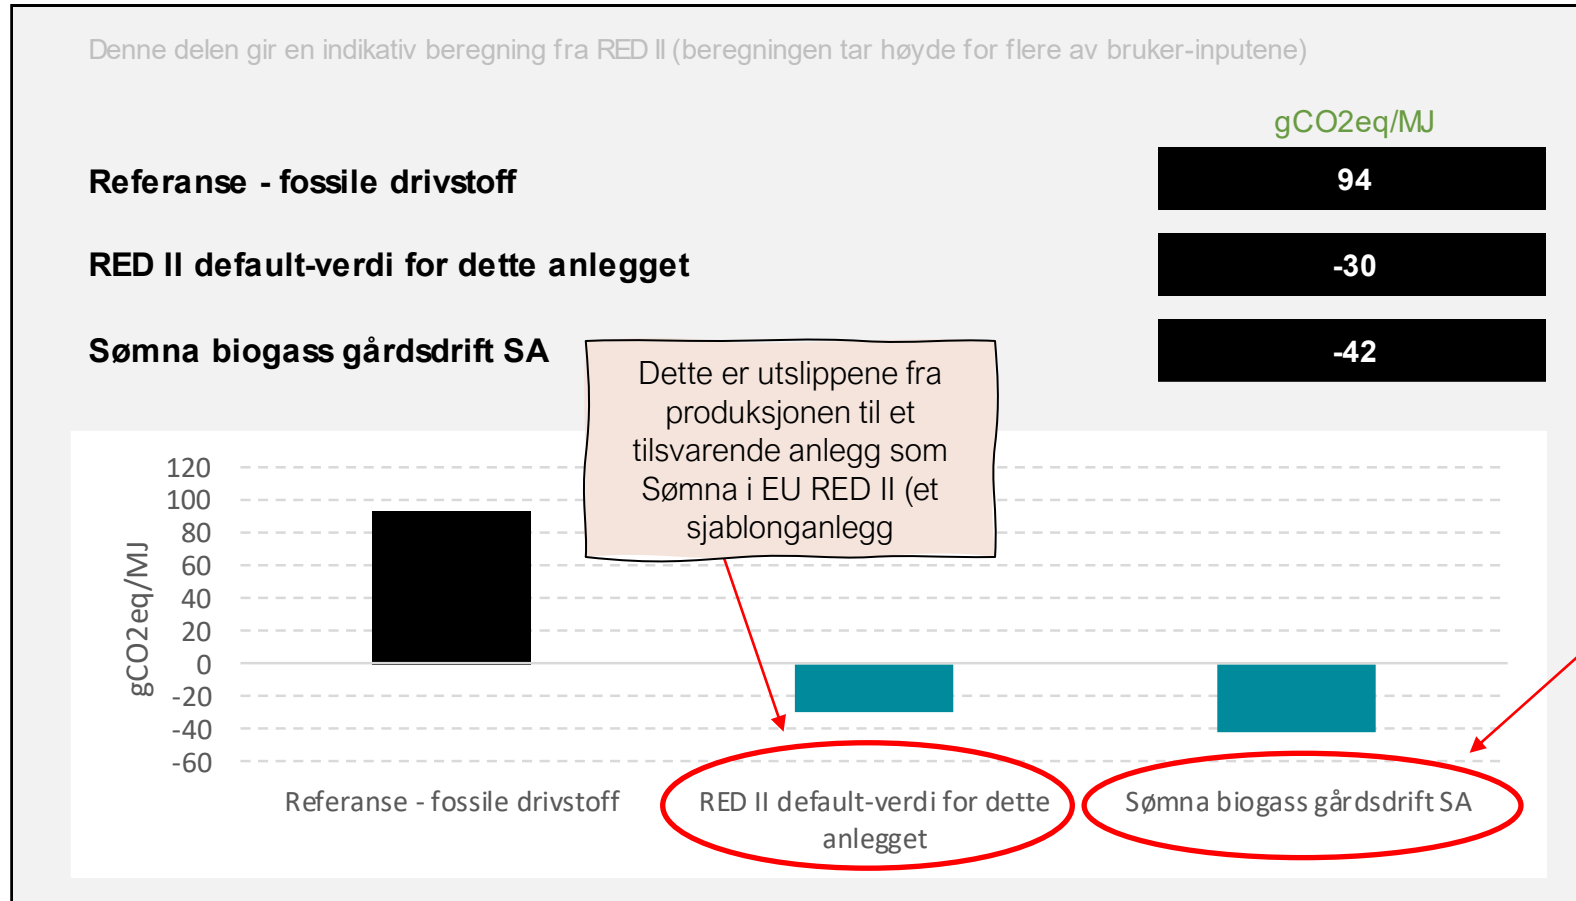 Denne delen gir en indikativ beregning fra RED II (beregningen tar høyde for flere av bruker-inputene)
gCO2eq/MJ
Referanse - fossile drivstoff
94
RED II default-verdi for dette anlegget
-30
Sømna biogass gårdsdrift SA
-42
Dette er utslippene fra
produksjonen til et
tilsvarende anlegg som
Sømna i EU RED II (et
sjablonganlegg
gCO2eq/MJ
120
100
80
60
40
20
0
-20
-40
-60
Referanse - fossile drivstoff
RED II default-verdi for dette
anlegget
Sømna biogass gårdsdrift SA